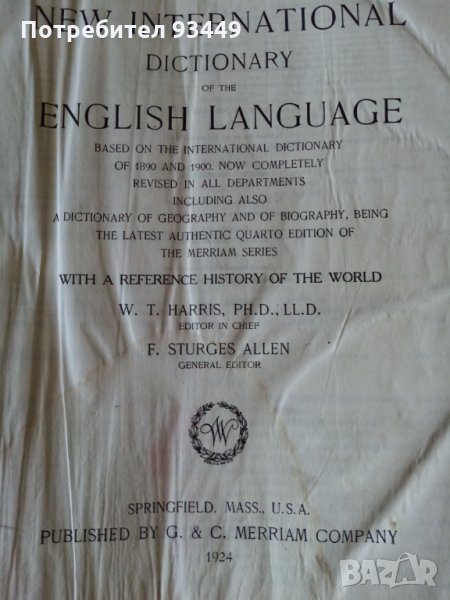 Потребител 93449
NEW INTERNATIONAL
DICTIONARY
OF THE
ENGLISH LANGUAGE
BASED ON THE INTERNATIONAL DICTIONARY
OF 1890 AND 1900. NOW COMPLETELY
REVISED IN ALL DEPARTMENTS
INCLUDING ALSO
A DICTIONARY OF GEOGRAPHY AND OF BIOGRAPHY, BEING
THE LATEST AUTHENTIC QUARTO EDITION OF
THE MERRIAM SERIES
WITH A REFERENCE HISTORY OF THE WORLD
W. T. HARRIS, PH.D., LL.D.
EDITOR IN CHIEF
F. STURGES ALLEN
GENERAL EDITOR
SPRINGFIELD, MASS., U.S.A.
PUBLISHED BY G. & C. MERRIAM COMPANY
1924
BAZAR